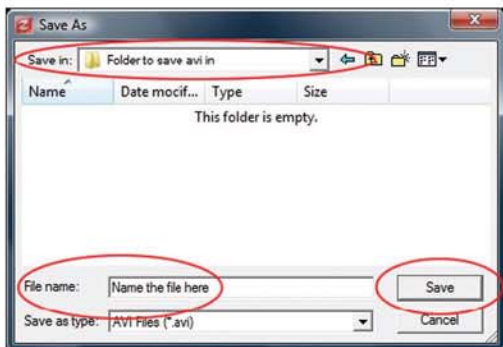 Save As
Save in: Folder to save avi in
Name Date mocif... Type Size
This folder is empty.
File name: Name the file here Save
Save as type: AVI Files (*.avi) Cancel